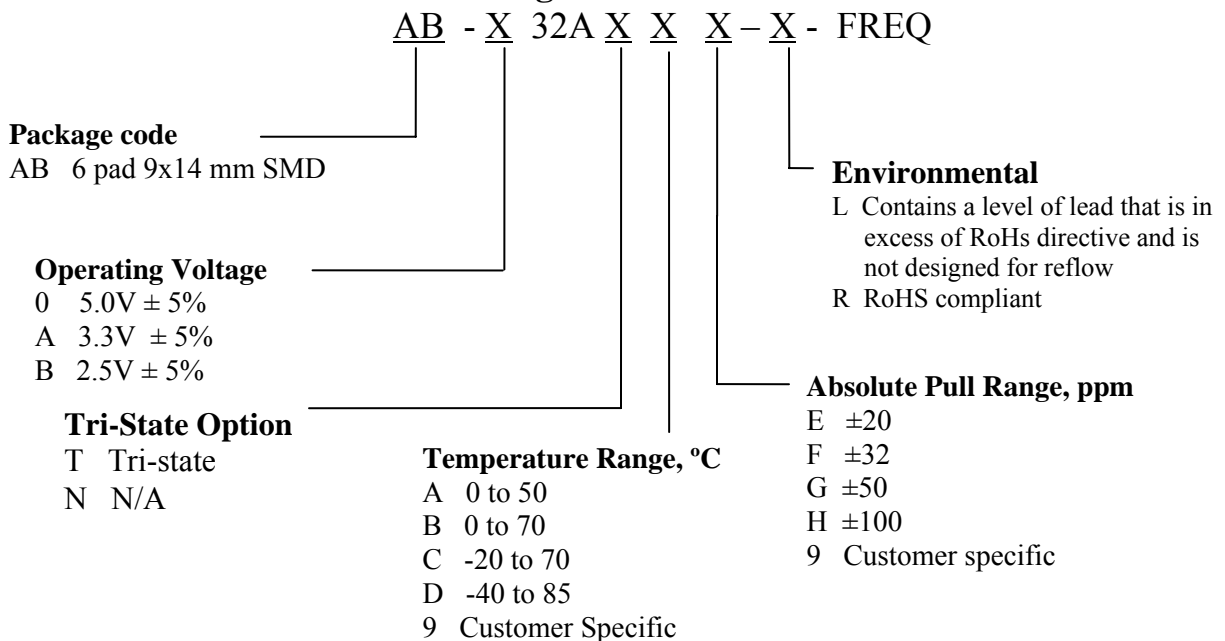 AB - X 32A X X X – X - FREQ
Package code
AB 6 pad 9x14 mm SMD
Operating Voltage
0 5.0V ± 5%
A 3.3V ± 5%
B 2.5V ± 5%
Tri-State Option
T Tri-state
N N/A
Temperature Range, ºC
A 0 to 50
B 0 to 70
C -20 to 70
D -40 to 85
9 Customer Specific
Absolute Pull Range, ppm
E ±20
F ±32
G ±50
H ±100
9 Customer specific
Environmental
L Contains a level of lead that is in
excess of RoHs directive and is
not designed for reflow
R RoHS compliant